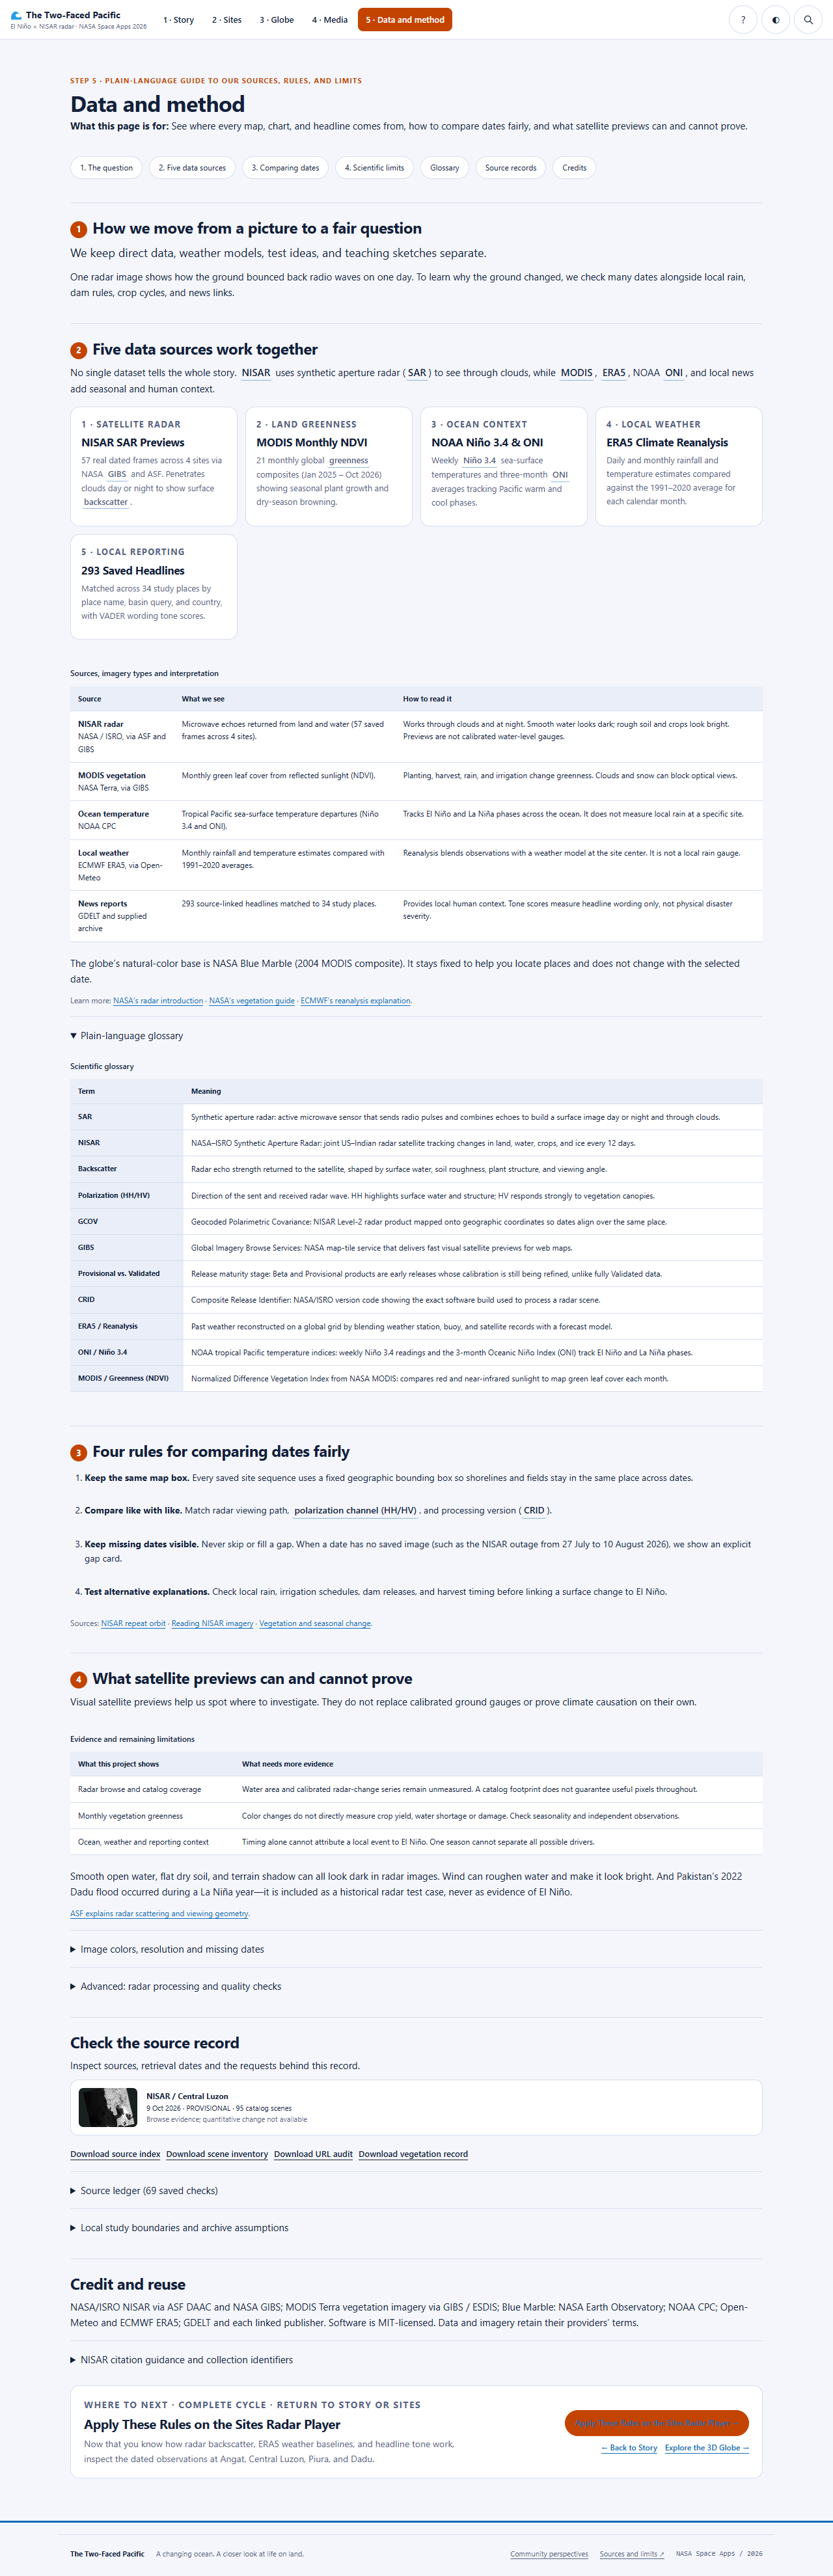 The Two-Faced Pacific
El Niño × NISAR radar · NASA Space Apps 2026
1 · Story
2 · Sites
3 · Globe
4 · Media
5 · Data and method
?
STEP 5 · PLAIN-LANGUAGE GUIDE TO OUR SOURCES, RULES, AND LIMITS
Data and method
What this page is for: See where every map, chart, and headline comes from, how to compare dates fairly, and what satellite previews can and cannot prove.
1. The question
2. Five data sources
3. Comparing dates
4. Scientific limits
Glossary
Source records
Credits
1 How we move from a picture to a fair question
We keep direct data, weather models, test ideas, and teaching sketches separate.
One radar image shows how the ground bounced back radio waves on one day. To learn why the ground changed, we check many dates alongside local rain,
dam rules, crop cycles, and news links.
2 Five data sources work together
No single dataset tells the whole story. NISAR uses synthetic aperture radar ( SAR ) to see through clouds, while MODIS , ERA5 , NOAA ONI , and local news
add seasonal and human context.
1 · SATELLITE RADAR
NISAR SAR Previews
57 real dated frames across 4 sites via
NASA GIBS and ASF. Penetrates
clouds day or night to show surface
backscatter .
2 · LAND GREENNESS
MODIS Monthly NDVI
21 monthly global greenness
composites (Jan 2025 – Oct 2026)
showing seasonal plant growth and
dry-season browning.
3 · OCEAN CONTEXT
NOAA Niño 3.4 & ONI
Weekly Niño 3.4 sea-surface
temperatures and three-month ONI
averages tracking Pacific warm and
cool phases.
4 · LOCAL WEATHER
ERA5 Climate Reanalysis
Daily and monthly rainfall and
temperature estimates compared
against the 1991–2020 average for
each calendar month.
5 · LOCAL REPORTING
293 Saved Headlines
Matched across 34 study places by
place name, basin query, and country,
with VADER wording tone scores.
Sources, imagery types and interpretation
Source
What we see
How to read it
NISAR radar
NASA / ISRO, via ASF and
GIBS
Microwave echoes returned from land and water (57 saved
frames across 4 sites).
Works through clouds and at night. Smooth water looks dark; rough soil and crops look bright.
Previews are not calibrated water-level gauges.
MODIS vegetation
NASA Terra, via GIBS
Monthly green leaf cover from reflected sunlight (NDVI).
Planting, harvest, rain, and irrigation change greenness. Clouds and snow can block optical views.
Ocean temperature
NOAA CPC
Tropical Pacific sea-surface temperature departures (Niño
3.4 and ONI).
Tracks El Niño and La Niña phases across the ocean. It does not measure local rain at a specific site.
Local weather
ECMWF ERA5, via Open-
Meteo
Monthly rainfall and temperature estimates compared with
1991–2020 averages.
Reanalysis blends observations with a weather model at the site center. It is not a local rain gauge.
News reports
GDELT and supplied
archive
293 source-linked headlines matched to 34 study places.
Provides local human context. Tone scores measure headline wording only, not physical disaster
severity.
The globe's natural-color base is NASA Blue Marble (2004 MODIS composite). It stays fixed to help you locate places and does not change with the selected
date.
Learn more: NASA's radar introduction · NASA's vegetation guide · ECMWF's reanalysis explanation.
▼ Plain-language glossary
Scientific glossary
Term
Meaning
SAR
Synthetic aperture radar: active microwave sensor that sends radio pulses and combines echoes to build a surface image day or night and through clouds.
NISAR
NASA–ISRO Synthetic Aperture Radar: joint US–Indian radar satellite tracking changes in land, water, crops, and ice every 12 days.
Backscatter
Radar echo strength returned to the satellite, shaped by surface water, soil roughness, plant structure, and viewing angle.
Polarization (HH/HV)
Direction of the sent and received radar wave. HH highlights surface water and structure; HV responds strongly to vegetation canopies.
GCOV
Geocoded Polarimetric Covariance: NISAR Level-2 radar product mapped onto geographic coordinates so dates align over the same place.
GIBS
Global Imagery Browse Services: NASA map-tile service that delivers fast visual satellite previews for web maps.
Provisional vs. Validated
Release maturity stage: Beta and Provisional products are early releases whose calibration is still being refined, unlike fully Validated data.
CRID
Composite Release Identifier: NASA/ISRO version code showing the exact software build used to process a radar scene.
ERA5 / Reanalysis
Past weather reconstructed on a global grid by blending weather station, buoy, and satellite records with a forecast model.
ONI / Niño 3.4
NOAA tropical Pacific temperature indices: weekly Niño 3.4 readings and the 3-month Oceanic Niño Index (ONI) track El Niño and La Niña phases.
MODIS / Greenness (NDVI)
Normalized Difference Vegetation Index from NASA MODIS: compares red and near-infrared sunlight to map green leaf cover each month.
3 Four rules for comparing dates fairly
1. Keep the same map box. Every saved site sequence uses a fixed geographic bounding box so shorelines and fields stay in the same place across dates.
2. Compare like with like. Match radar viewing path, polarization channel (HH/HV) , and processing version ( CRID ).
3. Keep missing dates visible. Never skip or fill a gap. When a date has no saved image (such as the NISAR outage from 27 July to 10 August 2026), we show an explicit
gap card.
4. Test alternative explanations. Check local rain, irrigation schedules, dam releases, and harvest timing before linking a surface change to El Niño.
Sources: NISAR repeat orbit · Reading NISAR imagery · Vegetation and seasonal change.
4 What satellite previews can and cannot prove
Visual satellite previews help us spot where to investigate. They do not replace calibrated ground gauges or prove climate causation on their own.
Evidence and remaining limitations
What this project shows
What needs more evidence
Radar browse and catalog coverage
Water area and calibrated radar-change series remain unmeasured. A catalog footprint does not guarantee useful pixels throughout.
Monthly vegetation greenness
Color changes do not directly measure crop yield, water shortage or damage. Check seasonality and independent observations.
Ocean, weather and reporting context
Timing alone cannot attribute a local event to El Niño. One season cannot separate all possible drivers.
Smooth open water, flat dry soil, and terrain shadow can all look dark in radar images. Wind can roughen water and make it look bright. And Pakistan's 2022
Dadu flood occurred during a La Niña year—it is included as a historical radar test case, never as evidence of El Niño.
ASF explains radar scattering and viewing geometry.
▶ Image colors, resolution and missing dates
▶ Advanced: radar processing and quality checks
Check the source record
Inspect sources, retrieval dates and the requests behind this record.
NISAR / Central Luzon
9 Oct 2026 · PROVISIONAL · 95 catalog scenes
Browse evidence; quantitative change not available
Download source index Download scene inventory Download URL audit Download vegetation record
▶ Source ledger (69 saved checks)
▶ Local study boundaries and archive assumptions
Credit and reuse
NASA/ISRO NISAR via ASF DAAC and NASA GIBS; MODIS Terra vegetation imagery via GIBS / ESDIS; Blue Marble: NASA Earth Observatory; NOAA CPC; Open-
Meteo and ECMWF ERA5; GDELT and each linked publisher. Software is MIT-licensed. Data and imagery retain their providers' terms.
▶ NISAR citation guidance and collection identifiers
WHERE TO NEXT · COMPLETE CYCLE · RETURN TO STORY OR SITES
Apply These Rules on the Sites Radar Player
Now that you know how radar backscatter, ERA5 weather baselines, and headline tone work,
inspect the dated observations at Angat, Central Luzon, Piura, and Dadu.
Apply These Rules on the Sites Radar Player
← Back to Story Explore the 3D Globe →
The Two-Faced Pacific
A changing ocean. A closer look at life on land.
Community perspectives
Sources and limits ↗
NASA Space Apps / 2026